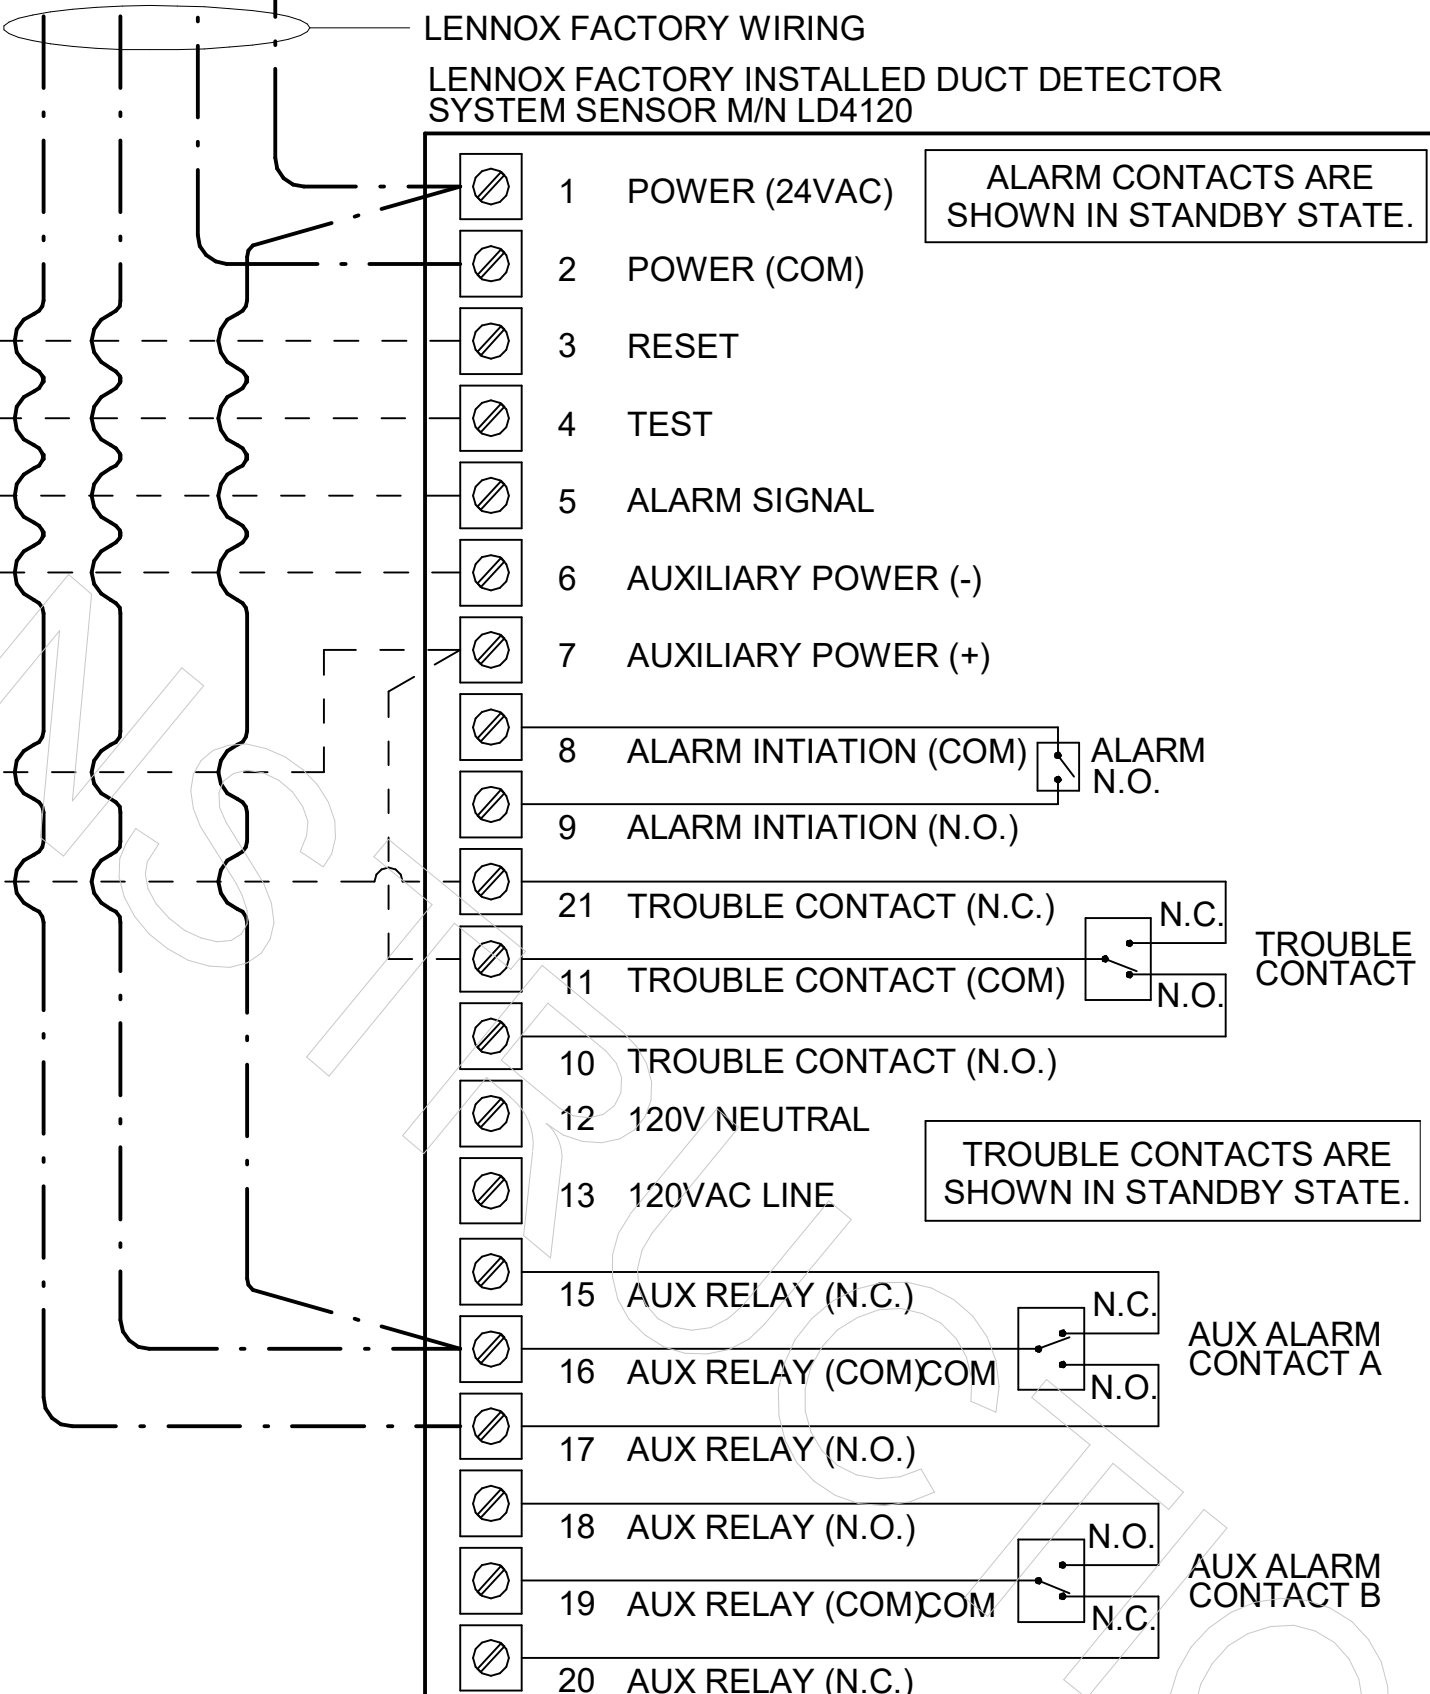 LENNOX FACTORY WIRING
LENNOX FACTORY INSTALLED DUCT DETECTOR
SYSTEM SENSOR M/N LD4120
1 POWER (24VAC)
ALARM CONTACTS ARE
SHOWN IN STANDBY STATE.
2 POWER (COM)
3 RESET
4 TEST
5 ALARM SIGNAL
6 AUXILIARY POWER (-)
7 AUXILIARY POWER (+)
8 ALARM INTIATION (COM)
ALARM
N.O.
9 ALARM INTIATION (N.O.)
21 TROUBLE CONTACT (N.C.)
N.C.
TROUBLE
CONTACT
11 TROUBLE CONTACT (COM)
N.O.
10 TROUBLE CONTACT (N.O.)
12 120V NEUTRAL
13 120VAC LINE
TROUBLE CONTACTS ARE
SHOWN IN STANDBY STATE.
15 AUX RELAY (N.C.)
N.C.
AUX ALARM
CONTACT A
16 AUX RELAY (COM) COM
N.O.
17 AUX RELAY (N.O.)
18 AUX RELAY (N.O.)
N.O.
AUX ALARM
CONTACT B
19 AUX RELAY (COM) COM
N.C.
20 AUX RELAY (N.C.)
NSTRUCTIO